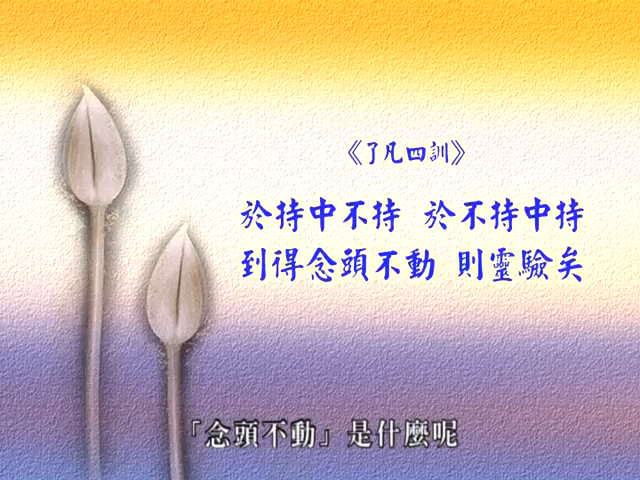 《了凡四訓》
於持中不持 於不持中持
到得念頭不動 則靈驗矣
「念頭不動」是什麼呢